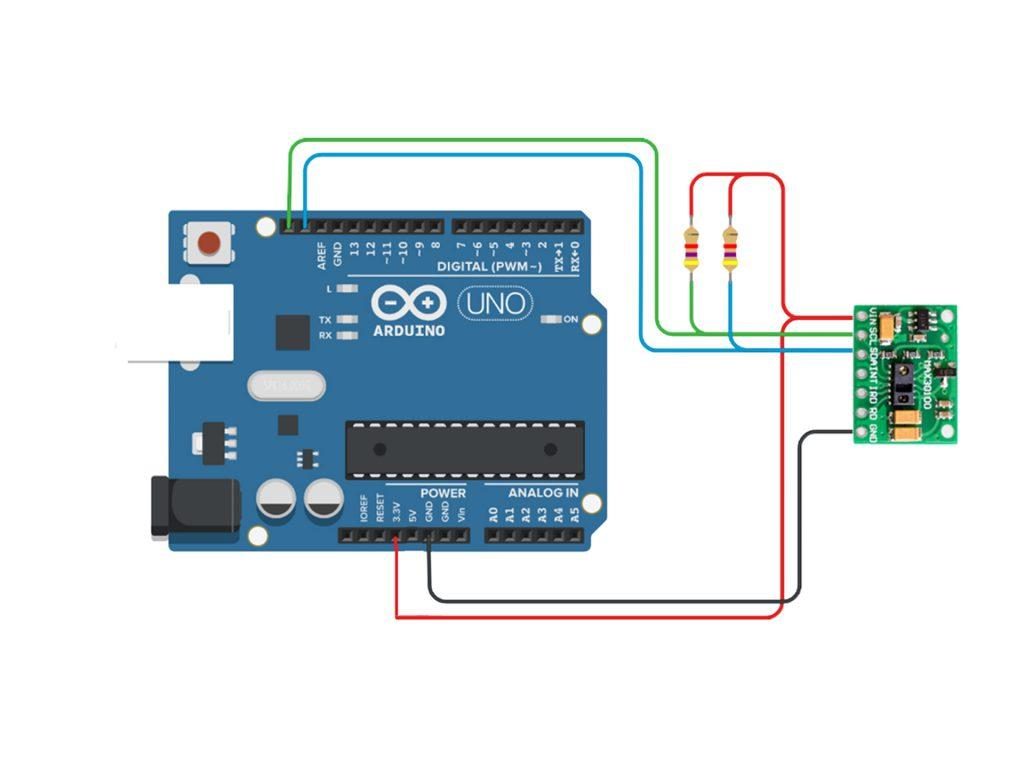 AREF
GND
13
12
~11
~10
~9
8
7
~6
~5
4
~3
2
TX→1
RX←0
DIGITAL (PWM ~)
L
TX
RX
ARDUINO
UNO
ON
SPK16.000G
VIN
SCL
SDA
INT
IRD
RD
GND
MAX30100
POWER
ANALOG IN
IOREF
RESET
3.3V
5V
GND
GND
Vin
A0
A1
A2
A3
A4
A5